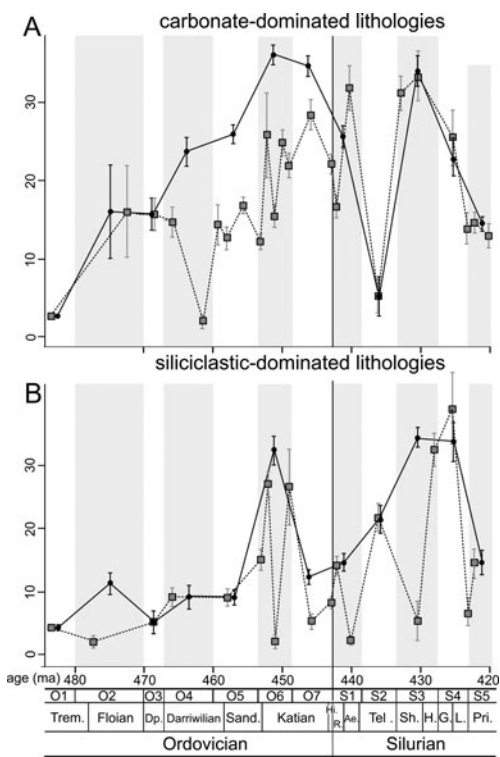 carbonate-dominated lithologies
A
30
20
10
0
siliciclastic-dominated lithologies
B
30
20
10
0
age (ma) 480 470 460 450 440 430 420
O1 O2 O3 O4 O5 O6 O7 S1 S2 S3 S4 S5
Trem. Floian Dp. Darriwilian Sand. Katian Hi. R. Ae. Tel . Sh. H. G. L. Pri.
Ordovician Silurian